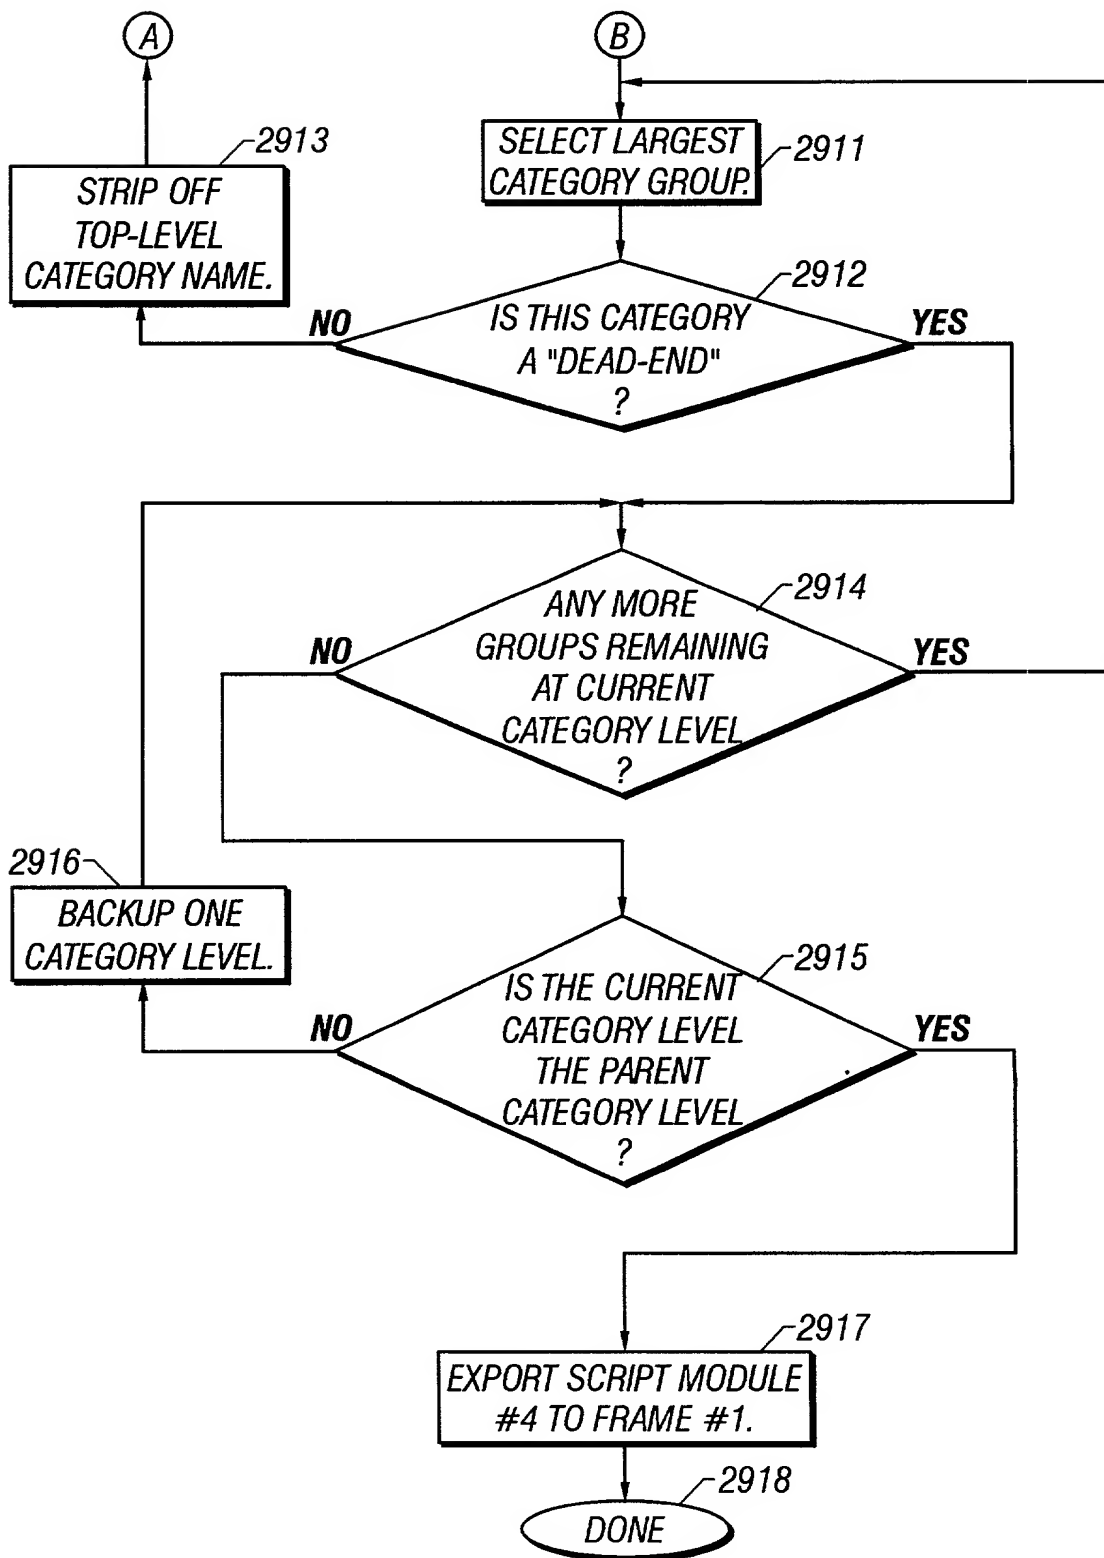 A
B
2913
STRIP OFF
TOP-LEVEL
CATEGORY NAME.
SELECT LARGEST
CATEGORY GROUP.
2911
2912
IS THIS CATEGORY
A "DEAD-END"
?
NO
YES
2914
ANY MORE
GROUPS REMAINING
AT CURRENT
CATEGORY LEVEL
?
NO
YES
2916
BACKUP ONE
CATEGORY LEVEL.
2915
IS THE CURRENT
CATEGORY LEVEL
THE PARENT
CATEGORY LEVEL
?
NO
YES
2917
EXPORT SCRIPT MODULE
#4 TO FRAME #1.
2918
DONE